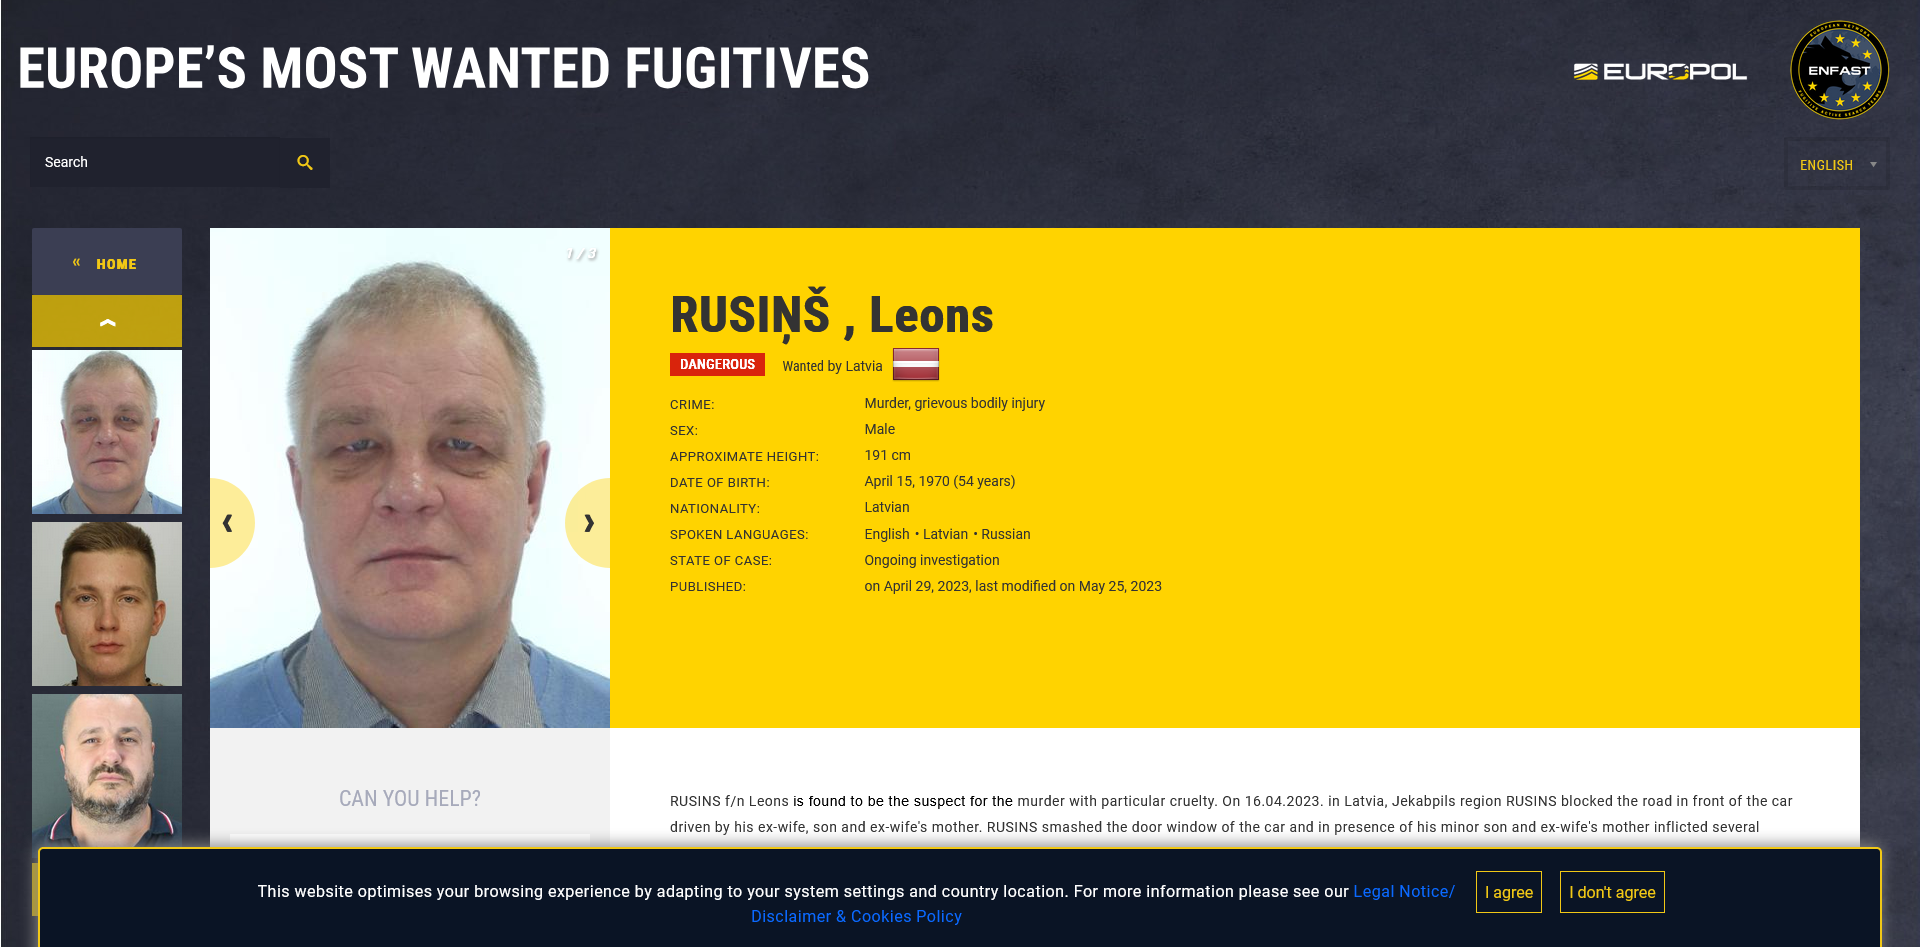 EUROPE’S MOST WANTED FUGITIVES
EUROPOL
EUROPEAN NETWORK
ENFAST
FUGITIVE ACTIVE SEARCH TEAMS
Search
ENGLISH
« HOME
1 / 3
RUSIŅŠ , Leons
DANGEROUS Wanted by Latvia
CRIME: Murder, grievous bodily injury
SEX: Male
APPROXIMATE HEIGHT: 191 cm
DATE OF BIRTH: April 15, 1970 (54 years)
NATIONALITY: Latvian
SPOKEN LANGUAGES: English • Latvian • Russian
STATE OF CASE: Ongoing investigation
PUBLISHED: on April 29, 2023, last modified on May 25, 2023
CAN YOU HELP?
RUSINS f/n Leons is found to be the suspect for the murder with particular cruelty. On 16.04.2023. in Latvia, Jekabpils region RUSINS blocked the road in front of the car
driven by his ex-wife, son and ex-wife's mother. RUSINS smashed the door window of the car and in presence of his minor son and ex-wife's mother inflicted several
This website optimises your browsing experience by adapting to your system settings and country location. For more information please see our Legal Notice/
Disclaimer & Cookies Policy
I agree
I don't agree